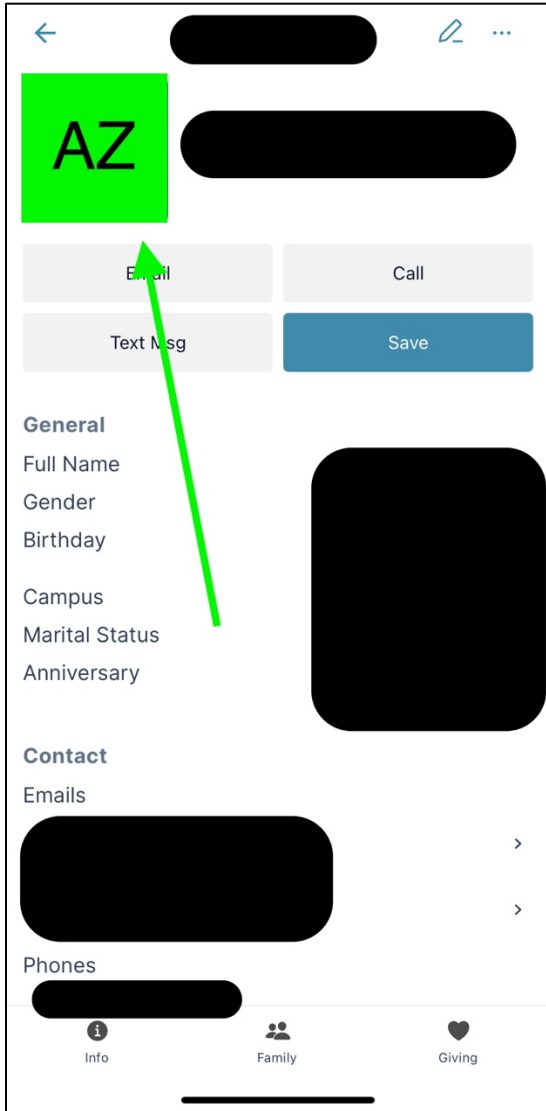 AZ
Email Call
Text Msg Save
General
Full Name
Gender
Birthday
Campus
Marital Status
Anniversary
Contact
Emails
Phones
Info Family Giving